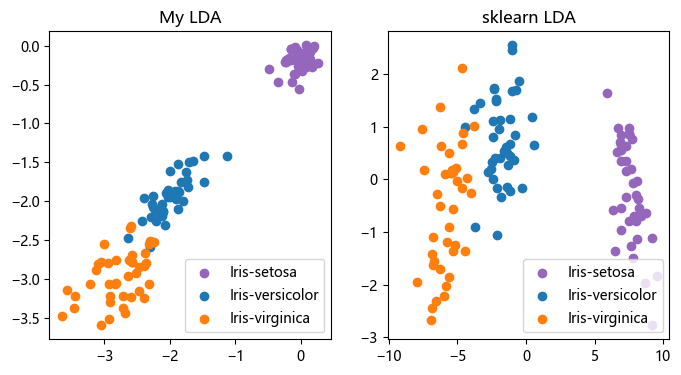 My LDA
0.0
−0.5
−1.0
−1.5
−2.0
−2.5
−3.0
−3.5
−3
−2
−1
0
Iris-setosa
Iris-versicolor
Iris-virginica
sklearn LDA
2
1
0
−1
−2
−3
−10
−5
0
5
10
Iris-setosa
Iris-versicolor
Iris-virginica